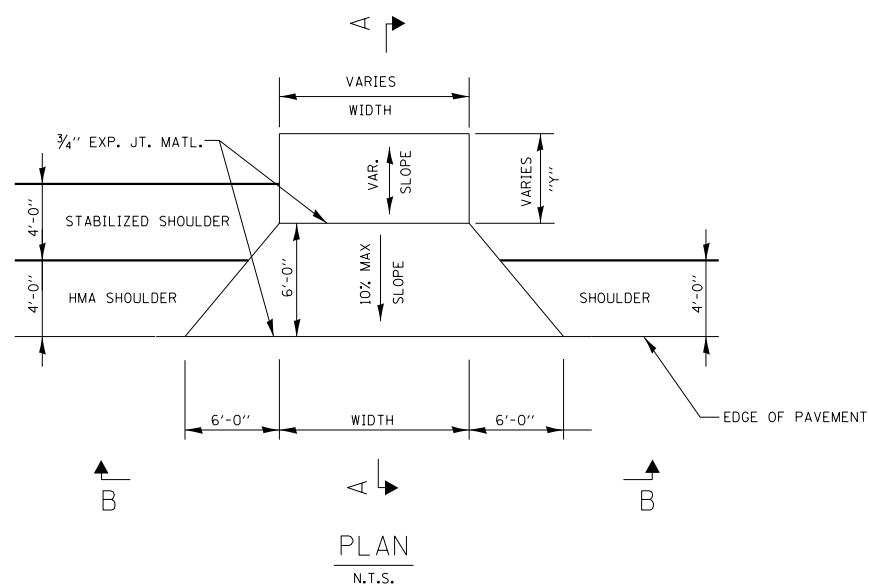 A
VARIES
WIDTH
¾" EXP. JT. MATL.
VAR.
SLOPE
VARIES
"Y"
4'-0"
STABILIZED SHOULDER
4'-0"
HMA SHOULDER
6'-0"
10% MAX
SLOPE
SHOULDER
4'-0"
6'-0"
WIDTH
6'-0"
EDGE OF PAVEMENT
B
A
B
PLAN
N.T.S.